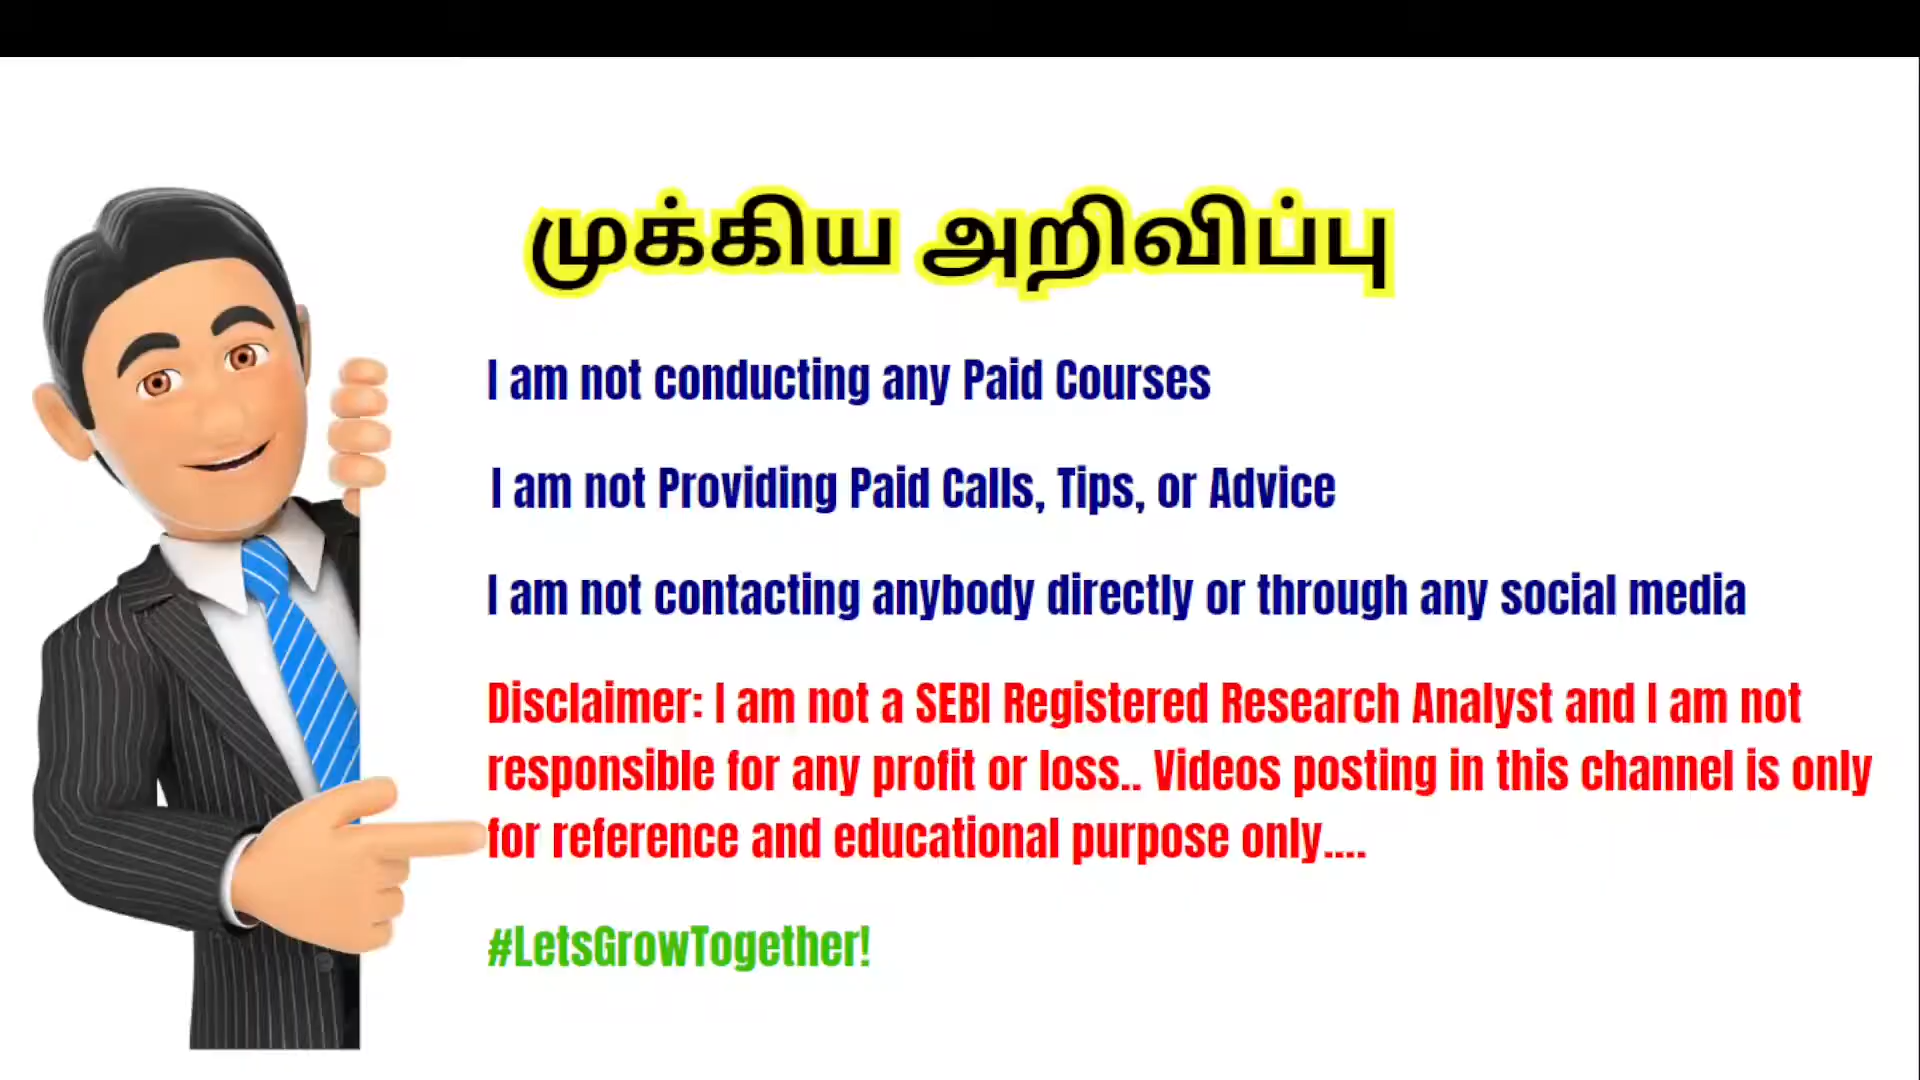 முக்கிய அறிவிப்பு
I am not conducting any Paid Courses
I am not Providing Paid Calls, Tips, or Advice
I am not contacting anybody directly or through any social media
Disclaimer: I am not a SEBI Registered Research Analyst and I am not
responsible for any profit or loss.. Videos posting in this channel is only
for reference and educational purpose only....
#LetsGrowTogether!